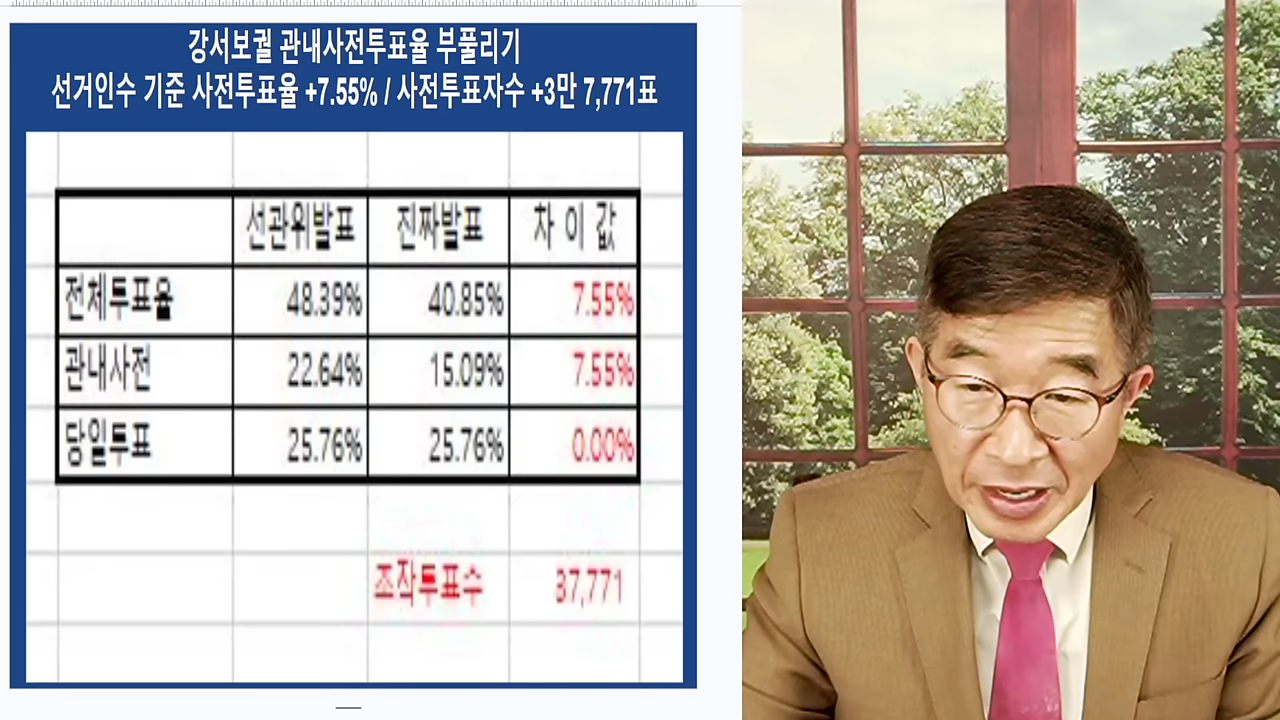 강서보궐 관내사전투표율 부풀리기
선거인수 기준 사전투표율 +7.55% / 사전투표자수 +3만 7,771표
선관위발표 진짜발표 차 이 값
전체투표율 48.39% 40.85% 7.55%
관내사전 22.64% 15.09% 7.55%
당일투표 25.76% 25.76% 0.00%
조작투표수 37,771